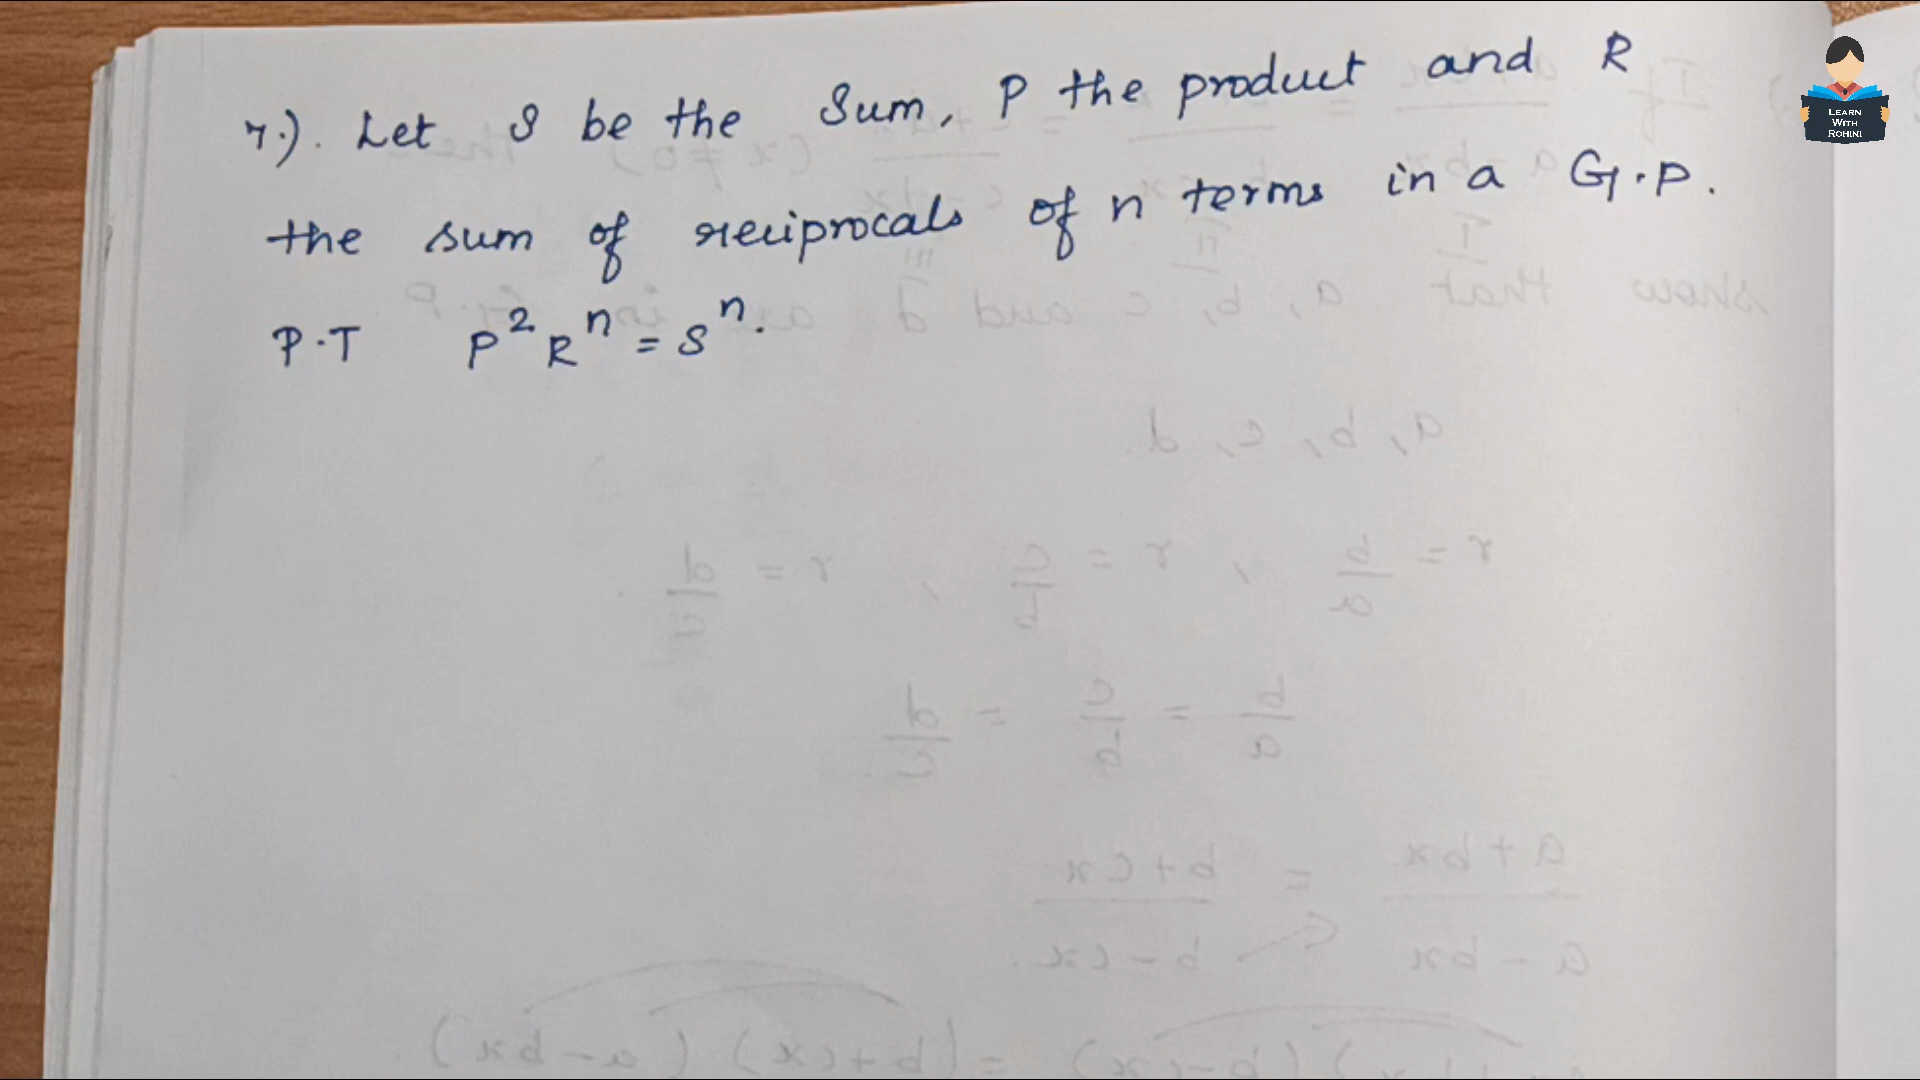 7.). Let S be the Sum, P the product and R
the sum of reciprocals of n terms in a G.P.
P.T P²Rⁿ = Sⁿ.
LEARN
WITH
ROHINI